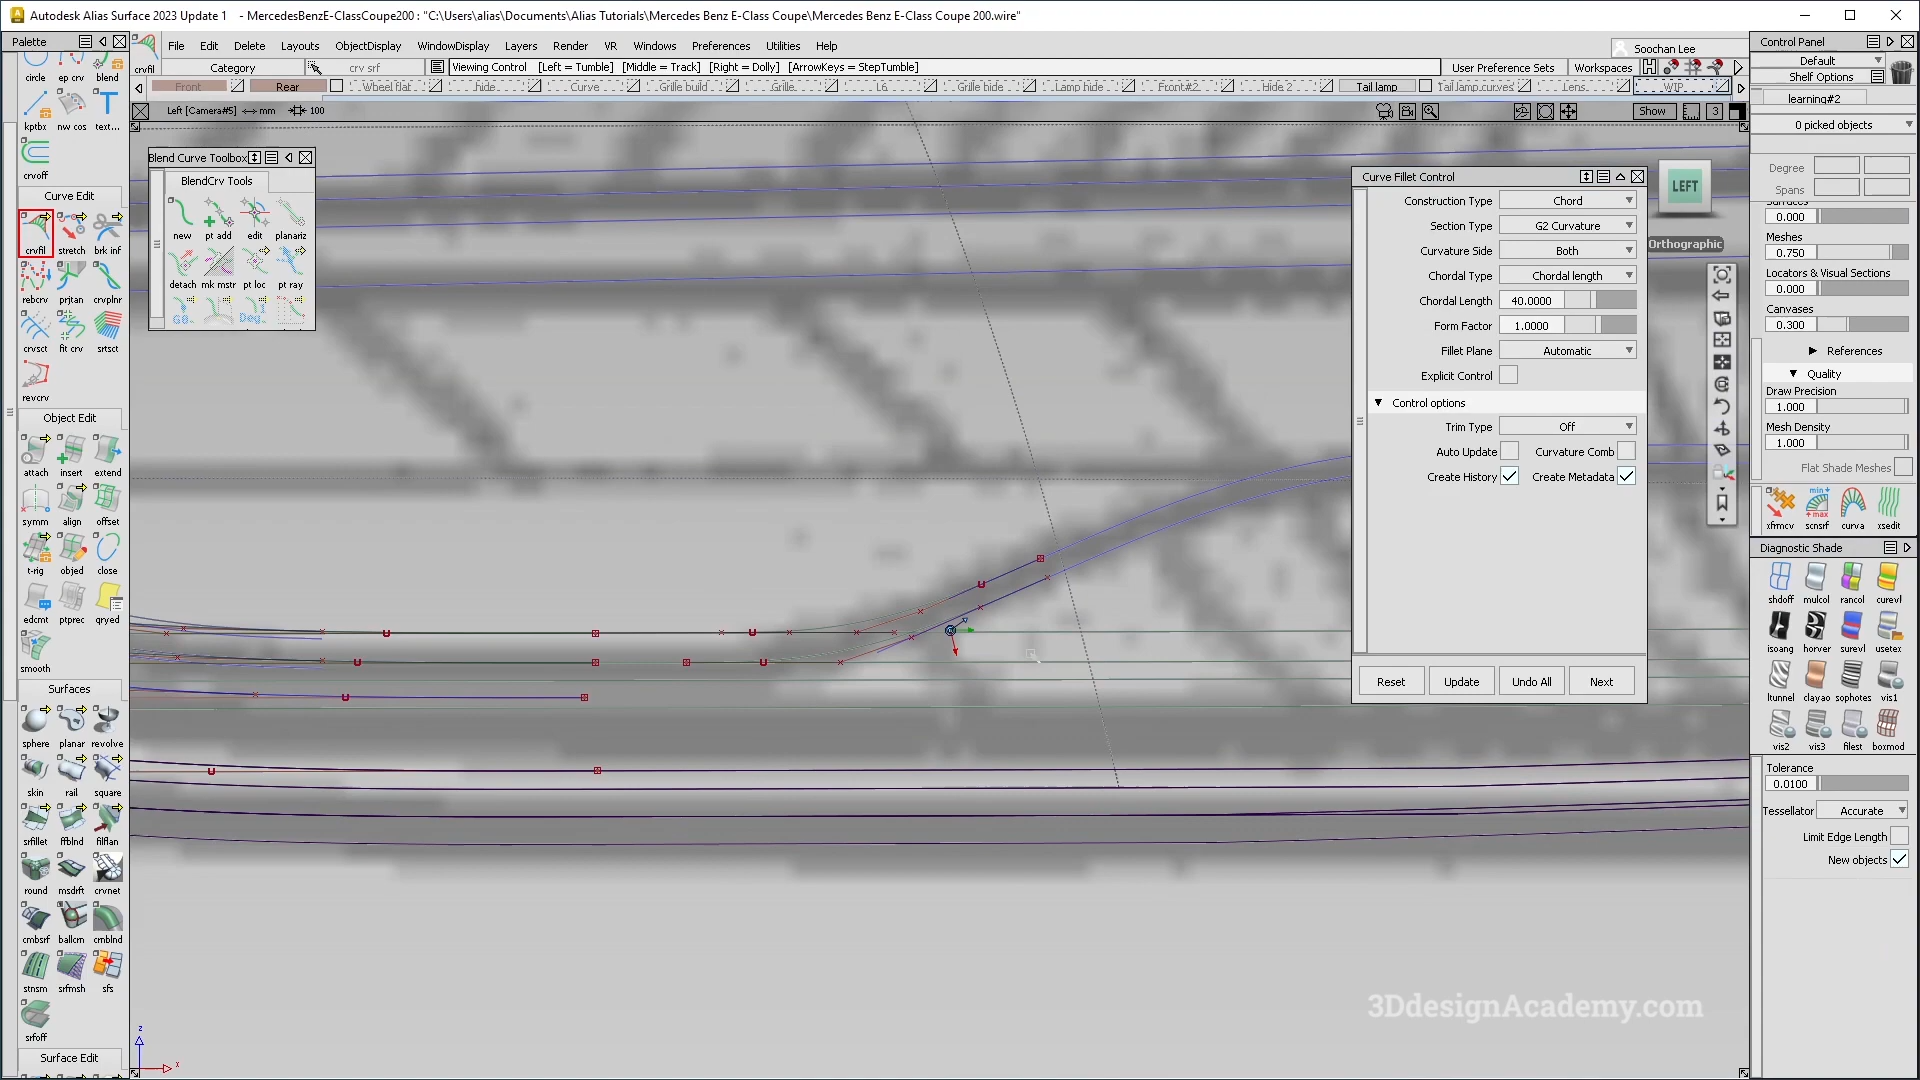 Autodesk Alias Surface 2023 Update 1 - MercedesBenzE-ClassCoupe200 : "C:\Users\alias\Documents\Alias Tutorials\Mercedes Benz E-Class Coupe\Mercedes Benz E-Class Coupe 200.wire"
Palette
File Edit Delete Layouts ObjectDisplay WindowDisplay Layers Render VR Windows Preferences Utilities Help
Soochan Lee
crvfil
Category
crv srf
Viewing Control [Left = Tumble] [Middle = Track] [Right = Dolly] [ArrowKeys = StepTumble]
User Preference Sets
Workspaces
Front
Rear
Wheel flat
hide
Curve
Grille build
Grille
L6
Grille hide
Lamp hide
Front#2
Hide 2
Tail lamp
Tail lamp curves
Lens
WIP
Left [Camera#5] mm 100
Show
3
circle ep crv blend
kptbx nw cos text...
crvoff
Curve Edit
crvfil stretch brk inf
rebcrv prjtan crvplnr
crvsct fit crv srtsct
revcrv
Object Edit
attach insert extend
symm align offset
t-rig objed close
edcmt ptprec qryed
smooth
Surfaces
sphere planar revolve
skin rail square
srfillet ffblnd filflan
round msdrft crvnet
cmbsrf ballcrn cmblnd
stnsrn srfmsh sfs
srfoff
Surface Edit
Blend Curve Toolbox
BlendCrv Tools
new pt add edit planariz
detach mk mstr pt loc pt ray
G0.. Deg..
Curve Fillet Control
Construction Type Chord
Section Type G2 Curvature
Curvature Side Both
Chordal Type Chordal length
Chordal Length 40.0000
Form Factor 1.0000
Fillet Plane Automatic
Explicit Control
Control options
Trim Type Off
Auto Update Curvature Comb
Create History Create Metadata
Reset Update Undo All Next
LEFT
Orthographic
z
x
3DdesignAcademy.com
Control Panel
Default
Shelf Options
learning#2
0 picked objects
Degree
Spans
Surfaces
0.000
Meshes
0.750
Locators & Visual Sections
0.000
Canvases
0.300
References
Quality
Draw Precision
1.000
Mesh Density
1.000
Flat Shade Meshes
xfrmcv scnsrf curva xsedit
Diagnostic Shade
shdoff mulcol rancol curevl
isoang horver surevl usetex
ltunnel clayao sophotes vis1
vis2 vis3 filest boxmod
Tolerance
0.0100
Tessellator Accurate
Limit Edge Length
New objects